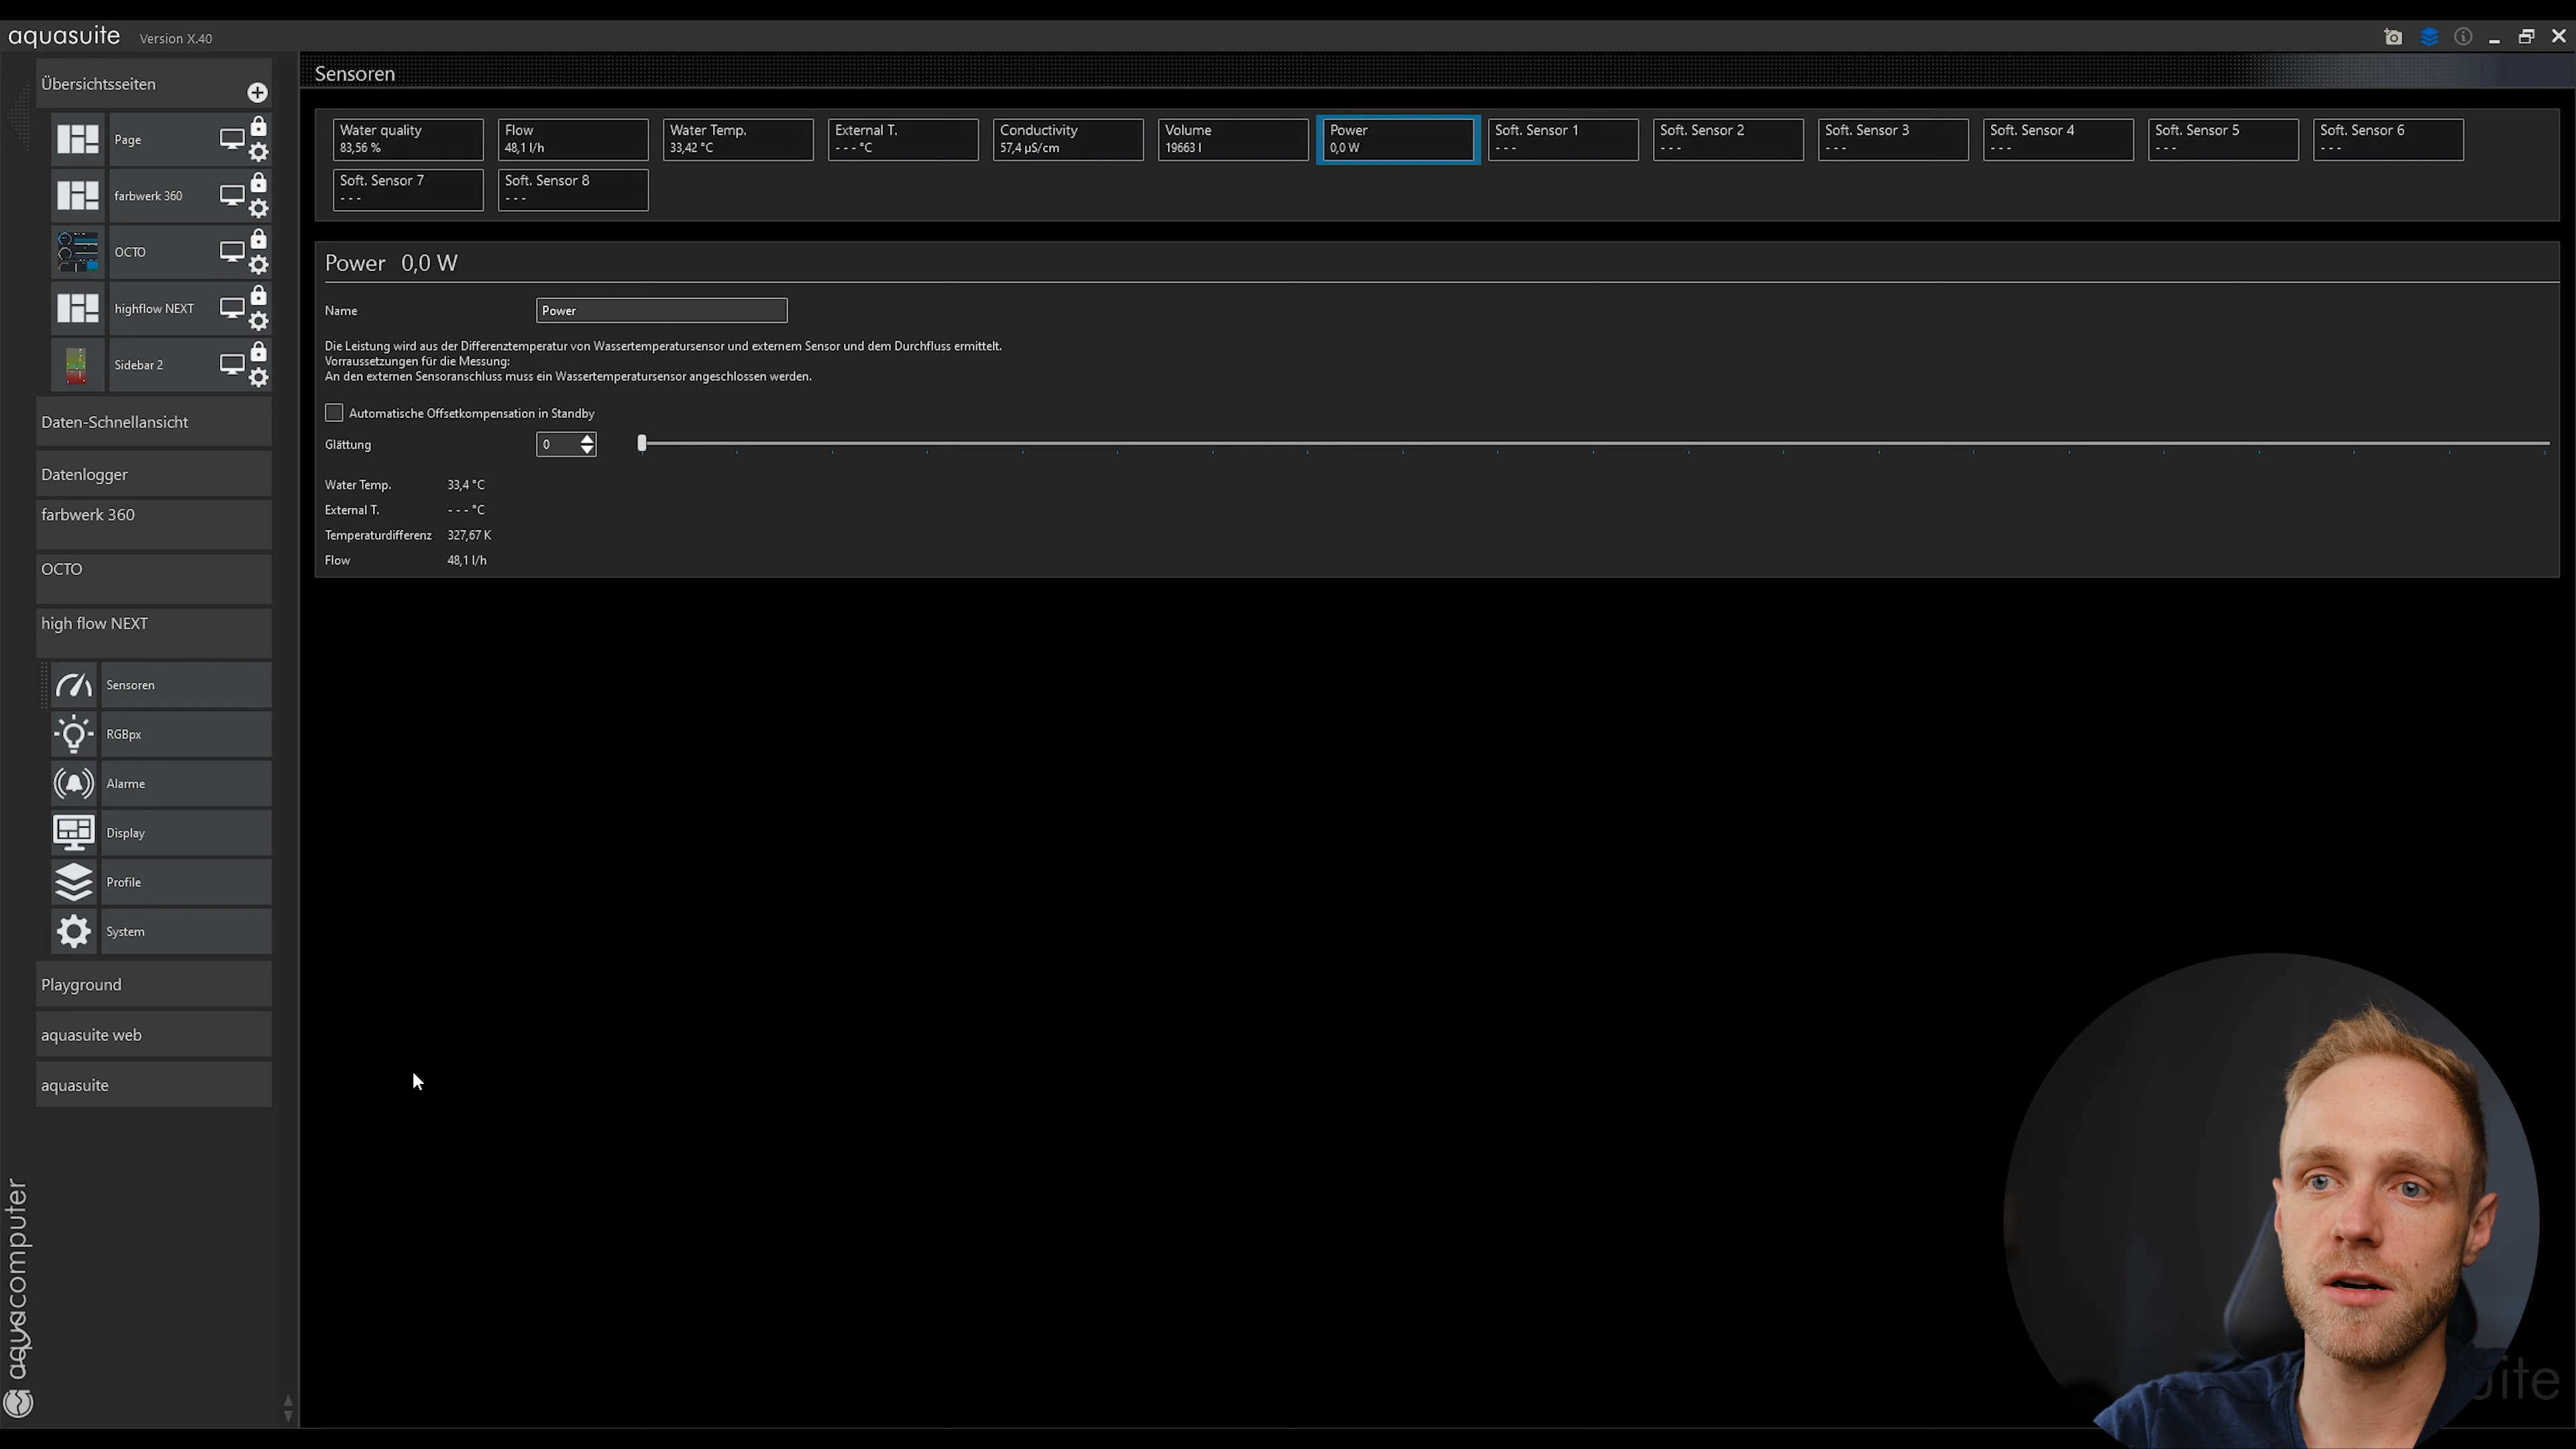 aquasuite Version X.40
Übersichtsseiten
Page
farbwerk 360
OCTO
highflow NEXT
Sidebar 2
Daten-Schnellansicht
Datenlogger
farbwerk 360
OCTO
high flow NEXT
Sensoren
RGBpx
Alarme
Display
Profile
System
Playground
aquasuite web
aquasuite
aquacomputer
Sensoren
Water quality
83,56 %
Flow
48,1 l/h
Water Temp.
33,42 °C
External T.
- - - °C
Conductivity
57,4 µS/cm
Volume
19663 l
Power
0,0 W
Soft. Sensor 1
- - -
Soft. Sensor 2
- - -
Soft. Sensor 3
- - -
Soft. Sensor 4
- - -
Soft. Sensor 5
- - -
Soft. Sensor 6
- - -
Soft. Sensor 7
- - -
Soft. Sensor 8
- - -
Power 0,0 W
Name Power
Die Leistung wird aus der Differenztemperatur von Wassertemperatursensor und externem Sensor und dem Durchfluss ermittelt.
Vorraussetzungen für die Messung:
An den externen Sensoranschluss muss ein Wassertemperatursensor angeschlossen werden.
Automatische Offsetkompensation in Standby
Glättung 0
Water Temp. 33,4 °C
External T. - - - °C
Temperaturdifferenz 327,67 K
Flow 48,1 l/h
uite